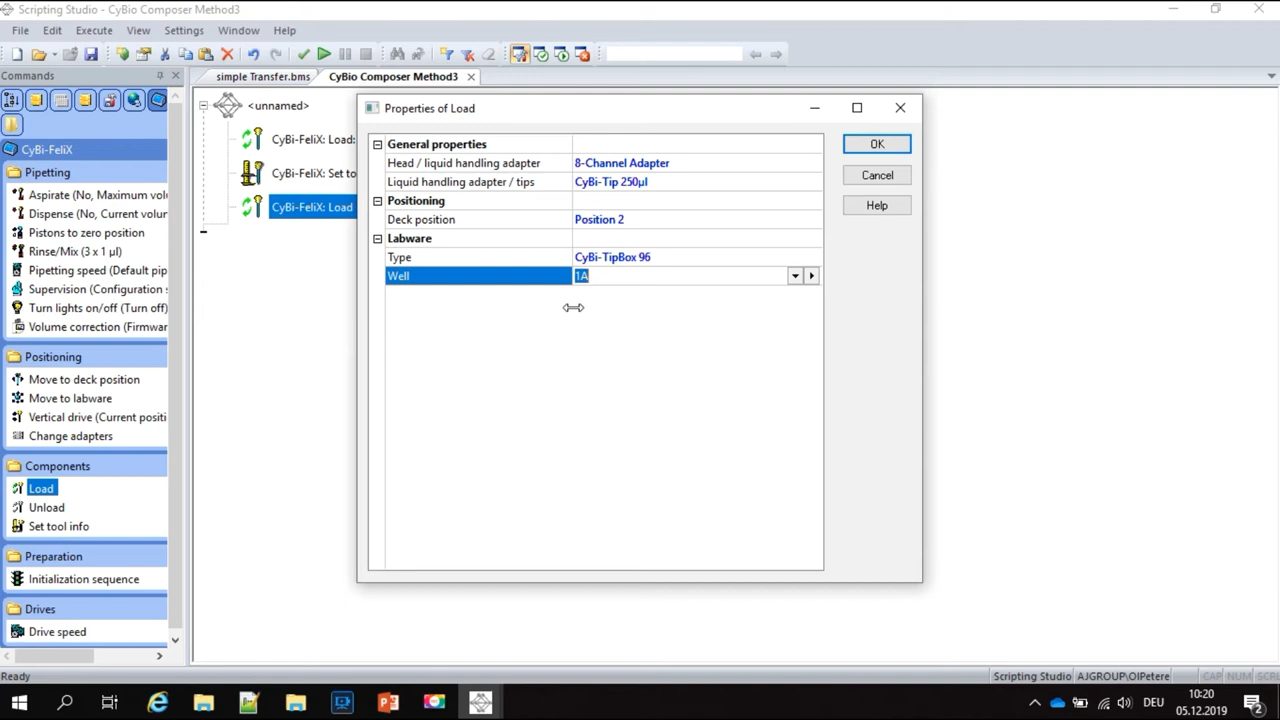 Scripting Studio - CyBio Composer Method3
File Edit Execute View Settings Window Help
Commands
simple Transfer.bms
CyBio Composer Method3
CyBi-FeliX
Pipetting
Aspirate (No, Maximum volu
Dispense (No, Current volur
Pistons to zero position
Rinse/Mix (3 x 1 µl)
Pipetting speed (Default pip
Supervision (Configuration s
Turn lights on/off (Turn off)
Volume correction (Firmwar
Positioning
Move to deck position
Move to labware
Vertical drive (Current positi
Change adapters
Components
Load
Unload
Set tool info
Preparation
Initialization sequence
Drives
Drive speed
<unnamed>
CyBi-FeliX: Load:
CyBi-FeliX: Set to
CyBi-FeliX: Load
Properties of Load
General properties
Head / liquid handling adapter 8-Channel Adapter
Liquid handling adapter / tips CyBi-Tip 250µl
Positioning
Deck position Position 2
Labware
Type CyBi-TipBox 96
Well 1A
OK
Cancel
Help
Ready
Scripting Studio AJGROUP\OIPetere CAP NUM SCRL
DEU
10:20
05.12.2019
2